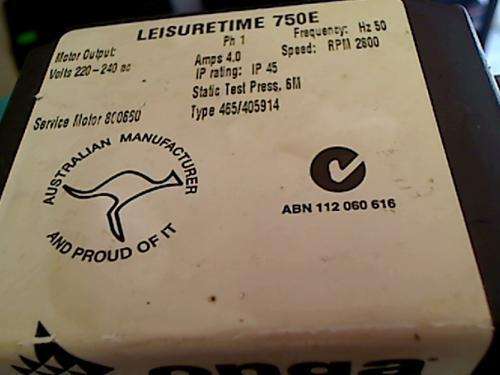 LEISURETIME 750E
Motor Output: Ph 1 Frequency: Hz 50
Volts 220-240 ac Amps 4.0 Speed: RPM 2600
IP rating: IP 45
Static Test Press, 6M
Service Motor 800650 Type 465/405914
AUSTRALIAN MANUFACTURER
AND PROUD OF IT
ABN 112 060 616
onga